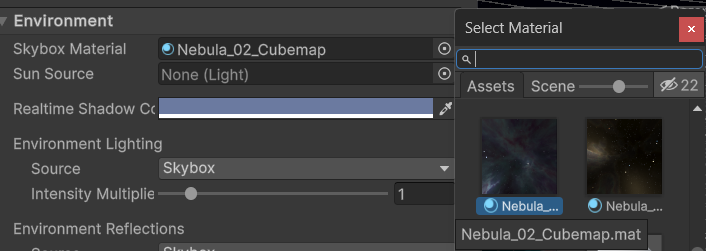 Environment
Skybox Material
Nebula_02_Cubemap
Sun Source
None (Light)
Realtime Shadow Co
Environment Lighting
Source
Skybox
Intensity Multiplie
1
Environment Reflections
Select Material
Assets
Scene
22
Nebula_...
Nebula_...
Nebula_02_Cubemap.mat